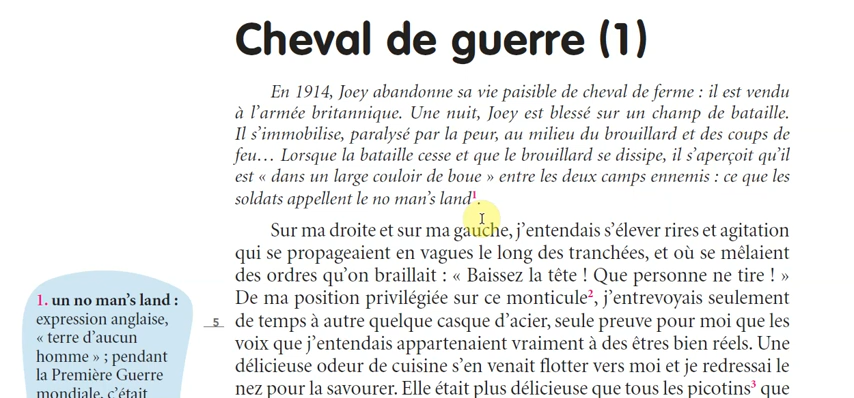 Cheval de guerre (1)
En 1914, Joey abandonne sa vie paisible de cheval de ferme : il est vendu
à l’armée britannique. Une nuit, Joey est blessé sur un champ de bataille.
Il s’immobilise, paralysé par la peur, au milieu du brouillard et des coups de
feu… Lorsque la bataille cesse et que le brouillard se dissipe, il s’aperçoit qu’il
est « dans un large couloir de boue » entre les deux camps ennemis : ce que les
soldats appellent le no man’s land¹.
Sur ma droite et sur ma gauche, j’entendais s’élever rires et agitation
qui se propageaient en vagues le long des tranchées, et où se mêlaient
des ordres qu’on braillait : « Baissez la tête ! Que personne ne tire ! »
De ma position privilégiée sur ce monticule², j’entrevoyais seulement
5 de temps à autre quelque casque d’acier, seule preuve pour moi que les
voix que j’entendais appartenaient vraiment à des êtres bien réels. Une
délicieuse odeur de cuisine s’en venait flotter vers moi et je redressai le
nez pour la savourer. Elle était plus délicieuse que tous les picotins³ que
1. un no man’s land :
expression anglaise,
« terre d’aucun
homme » ; pendant
la Première Guerre
mondiale, c’était